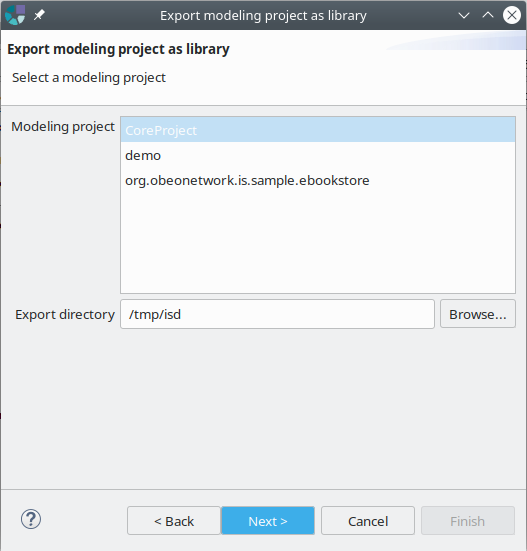 Export modeling project as library
Export modeling project as library
Select a modeling project
Modeling project
CoreProject
demo
org.obeonetwork.is.sample.ebookstore
Export directory
/tmp/isd
Browse...
?
< Back
Next >
Cancel
Finish